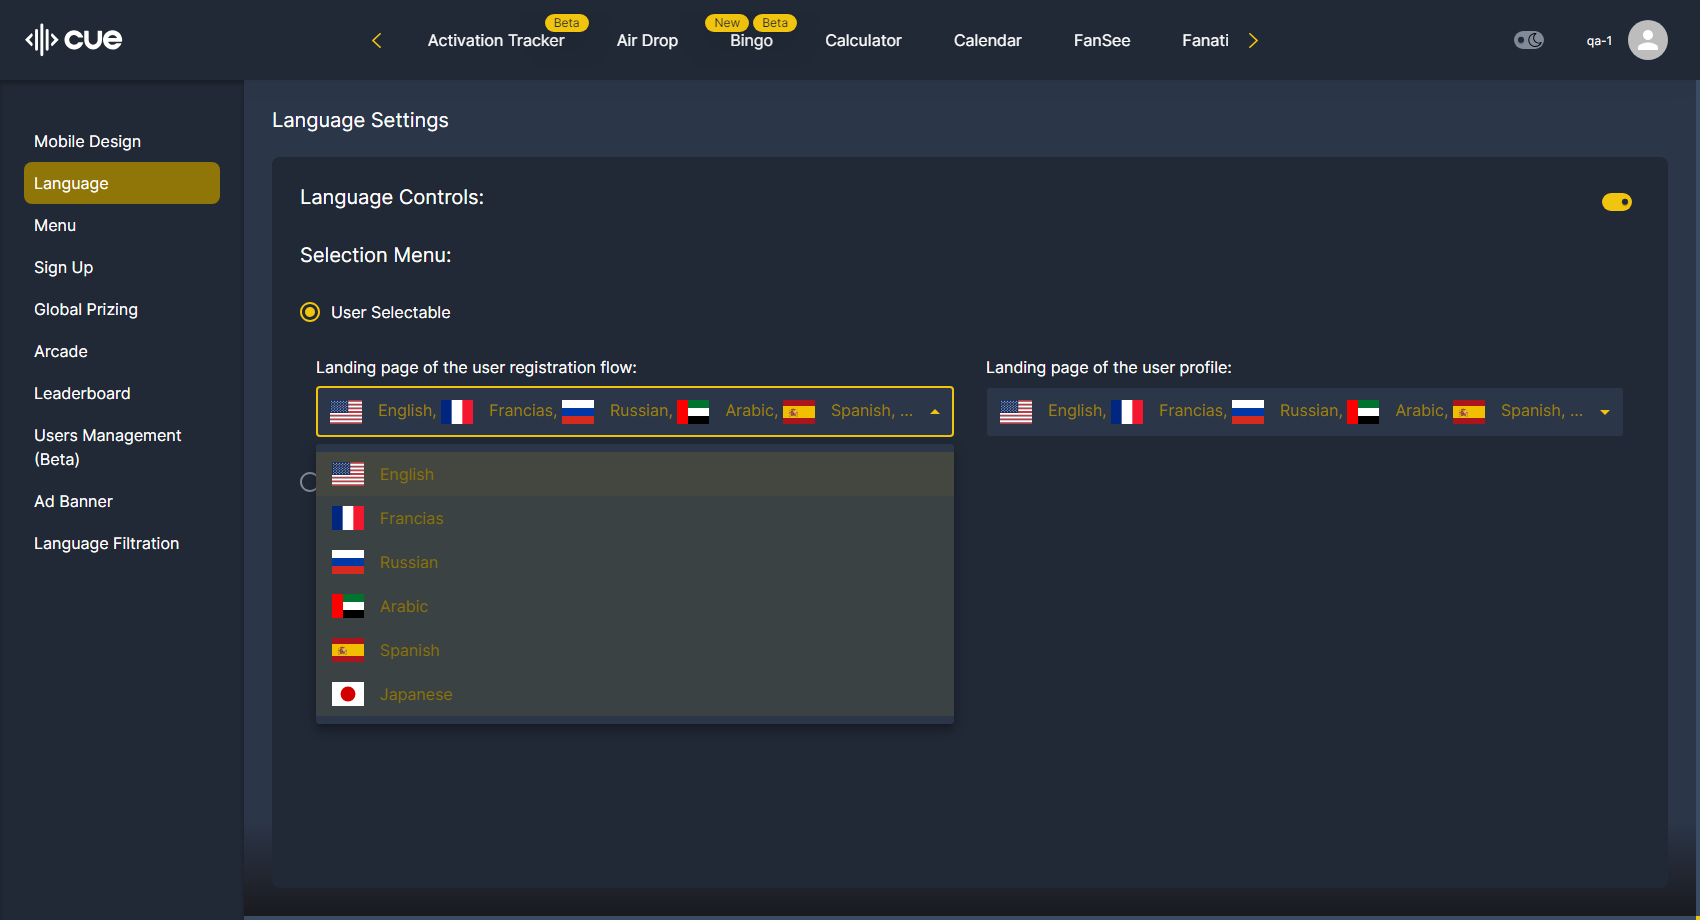 cue
Activation Tracker
Beta
Air Drop
New
Beta
Bingo
Calculator
Calendar
FanSee
Fanati
qa-1
Mobile Design
Language
Menu
Sign Up
Global Prizing
Arcade
Leaderboard
Users Management
(Beta)
Ad Banner
Language Filtration
Language Settings
Language Controls:
Selection Menu:
User Selectable
Landing page of the user registration flow:
English, Francias, Russian, Arabic, Spanish, ...
English
Francias
Russian
Arabic
Spanish
Japanese
Landing page of the user profile:
English, Francias, Russian, Arabic, Spanish, ...